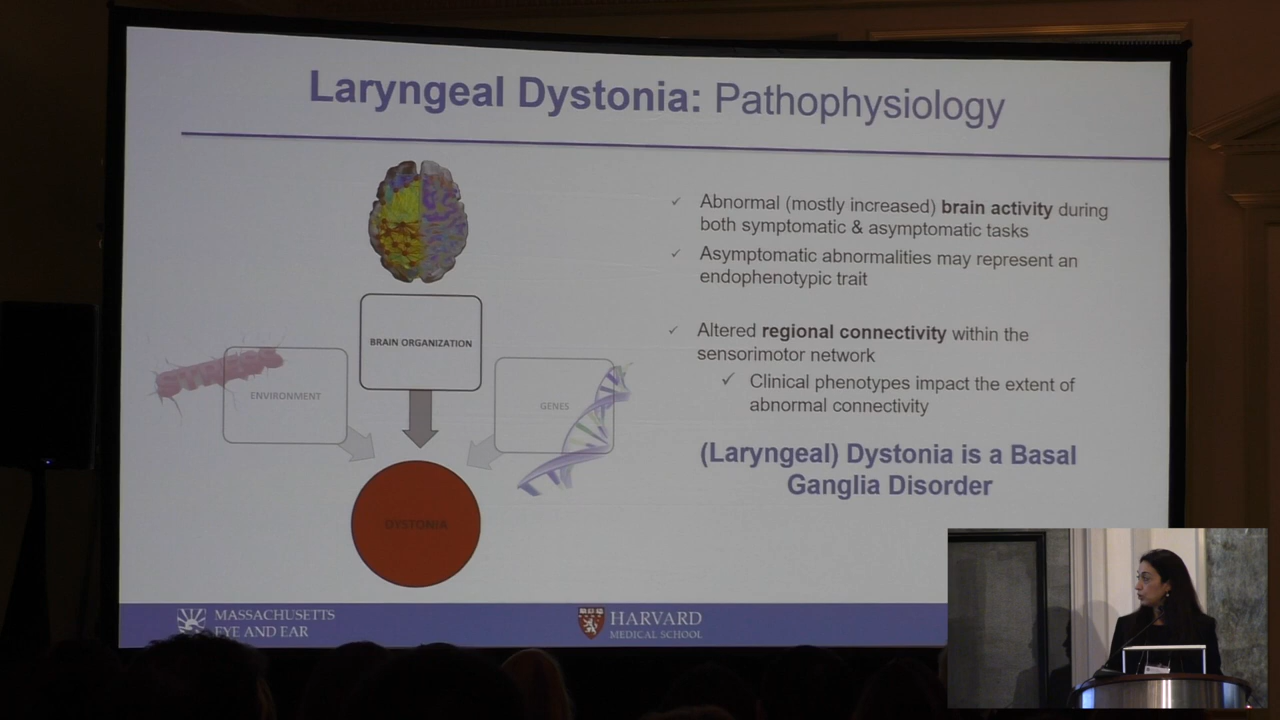 Laryngeal Dystonia: Pathophysiology
BRAIN ORGANIZATION
ENVIRONMENT
GENES
DYSTONIA
✓ Abnormal (mostly increased) brain activity during
both symptomatic & asymptomatic tasks
✓ Asymptomatic abnormalities may represent an
endophenotypic trait
✓ Altered regional connectivity within the
sensorimotor network
✓ Clinical phenotypes impact the extent of
abnormal connectivity
(Laryngeal) Dystonia is a Basal
Ganglia Disorder
MASSACHUSETTS
EYE AND EAR
HARVARD
MEDICAL SCHOOL